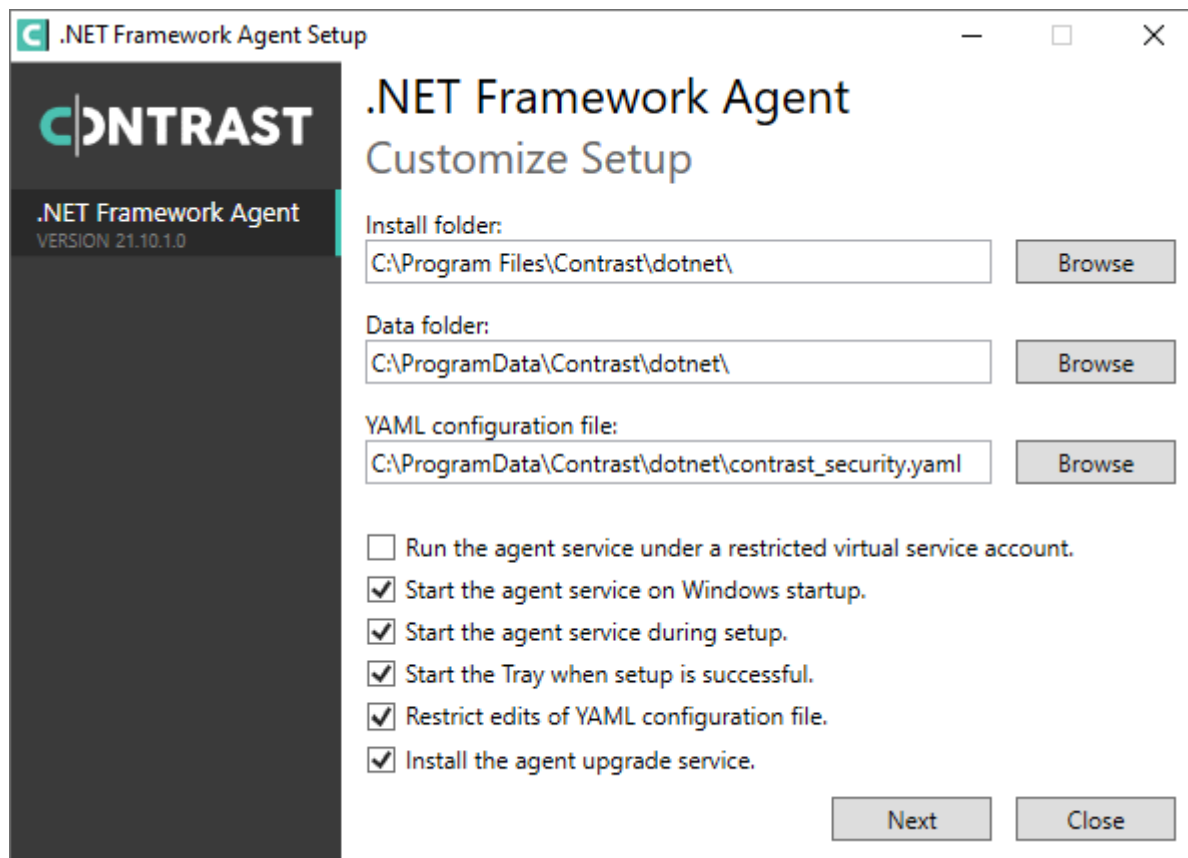 .NET Framework Agent Setup
CONTRAST
.NET Framework Agent
VERSION 21.10.1.0
.NET Framework Agent
Customize Setup
Install folder:
C:\Program Files\Contrast\dotnet\
Browse
Data folder:
C:\ProgramData\Contrast\dotnet\
Browse
YAML configuration file:
C:\ProgramData\Contrast\dotnet\contrast_security.yaml
Browse
Run the agent service under a restricted virtual service account.
Start the agent service on Windows startup.
Start the agent service during setup.
Start the Tray when setup is successful.
Restrict edits of YAML configuration file.
Install the agent upgrade service.
Next
Close